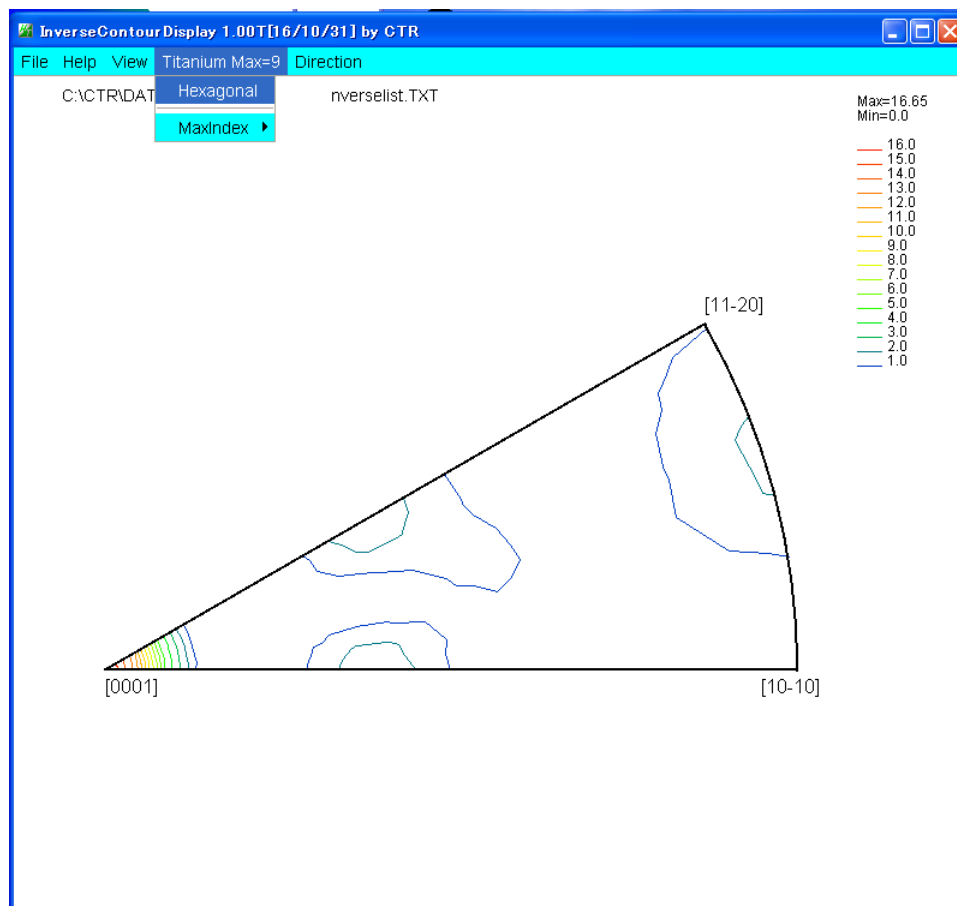 InverseContourDisplay 1.00T[16/10/31] by CTR
File Help View Titanium Max=9 Direction
Hexagonal
MaxIndex
C:\CTR\DAT nverselist.TXT
Max=16.65
Min=0.0
16.0
15.0
14.0
13.0
12.0
11.0
10.0
9.0
8.0
7.0
6.0
5.0
4.0
3.0
2.0
1.0
[11-20]
[0001]
[10-10]